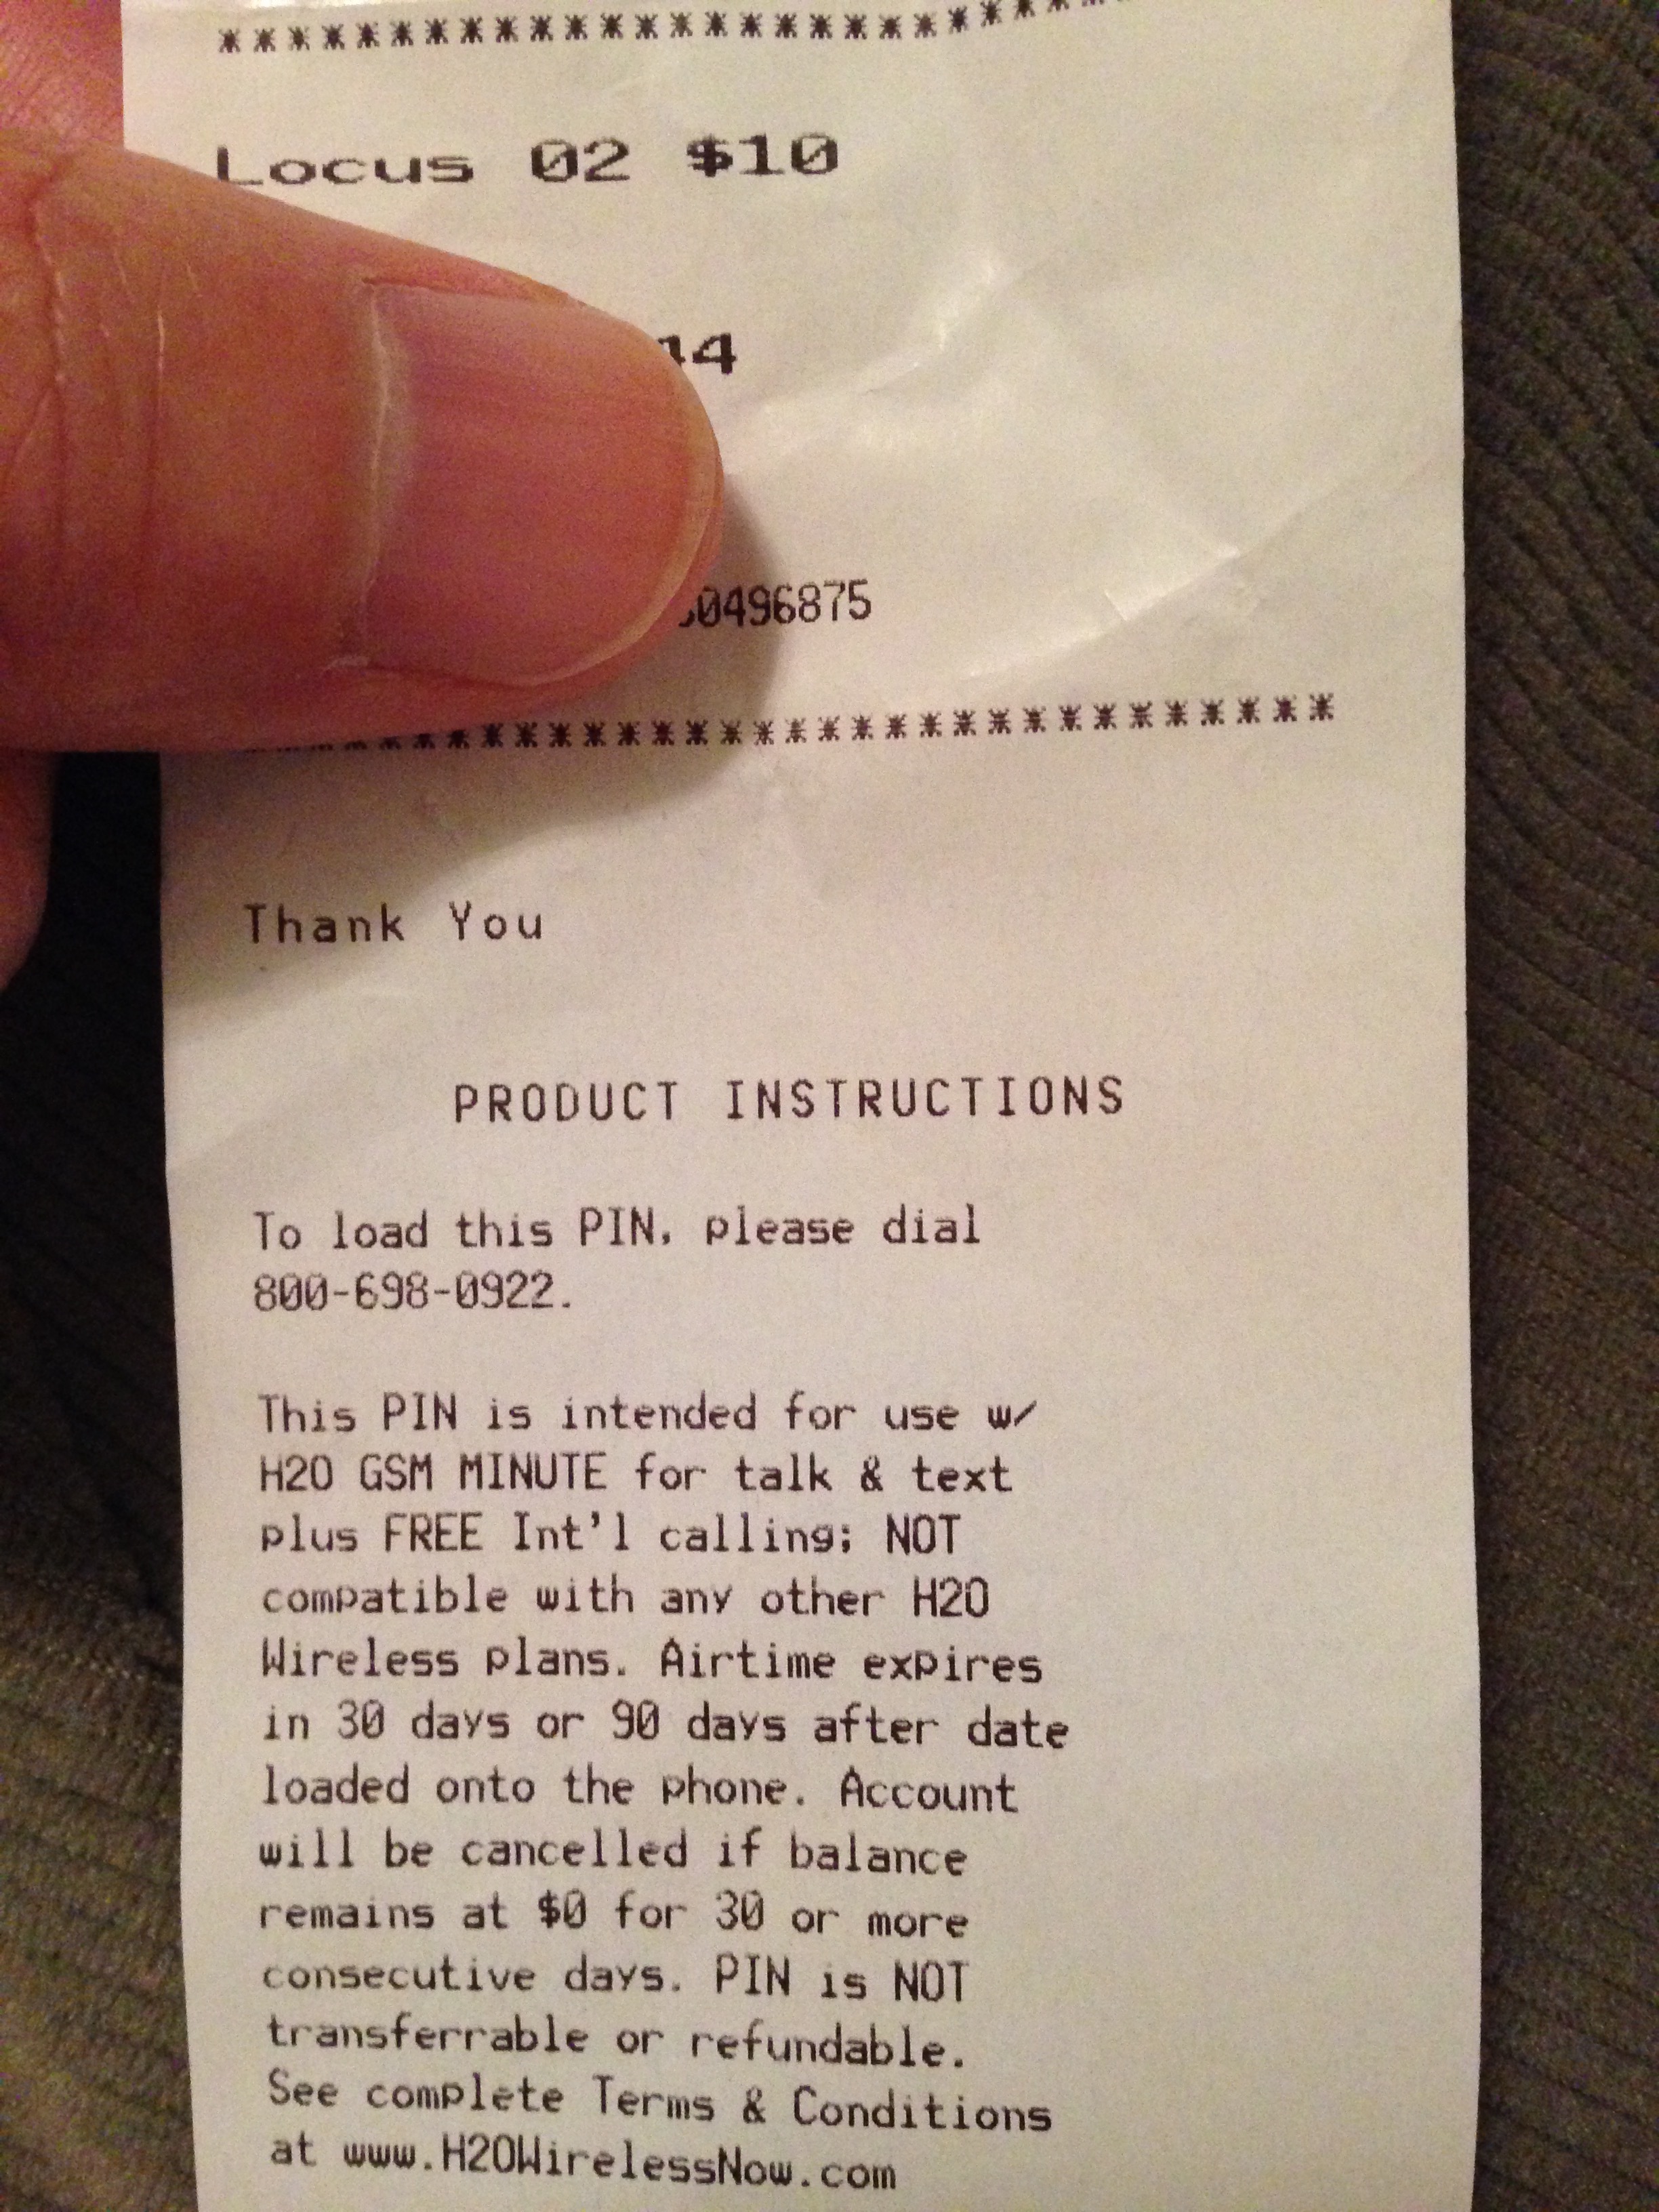 ************************
Locus 02 $10
44
0496875
********************************
Thank You
PRODUCT INSTRUCTIONS
To load this PIN, please dial
800-698-0922.
This PIN is intended for use w/
H2O GSM MINUTE for talk & text
plus FREE Int'l calling; NOT
compatible with any other H2O
Wireless plans. Airtime expires
in 30 days or 90 days after date
loaded onto the phone. Account
will be cancelled if balance
remains at $0 for 30 or more
consecutive days. PIN is NOT
transferrable or refundable.
See complete Terms & Conditions
at www.H2OWirelessNow.com